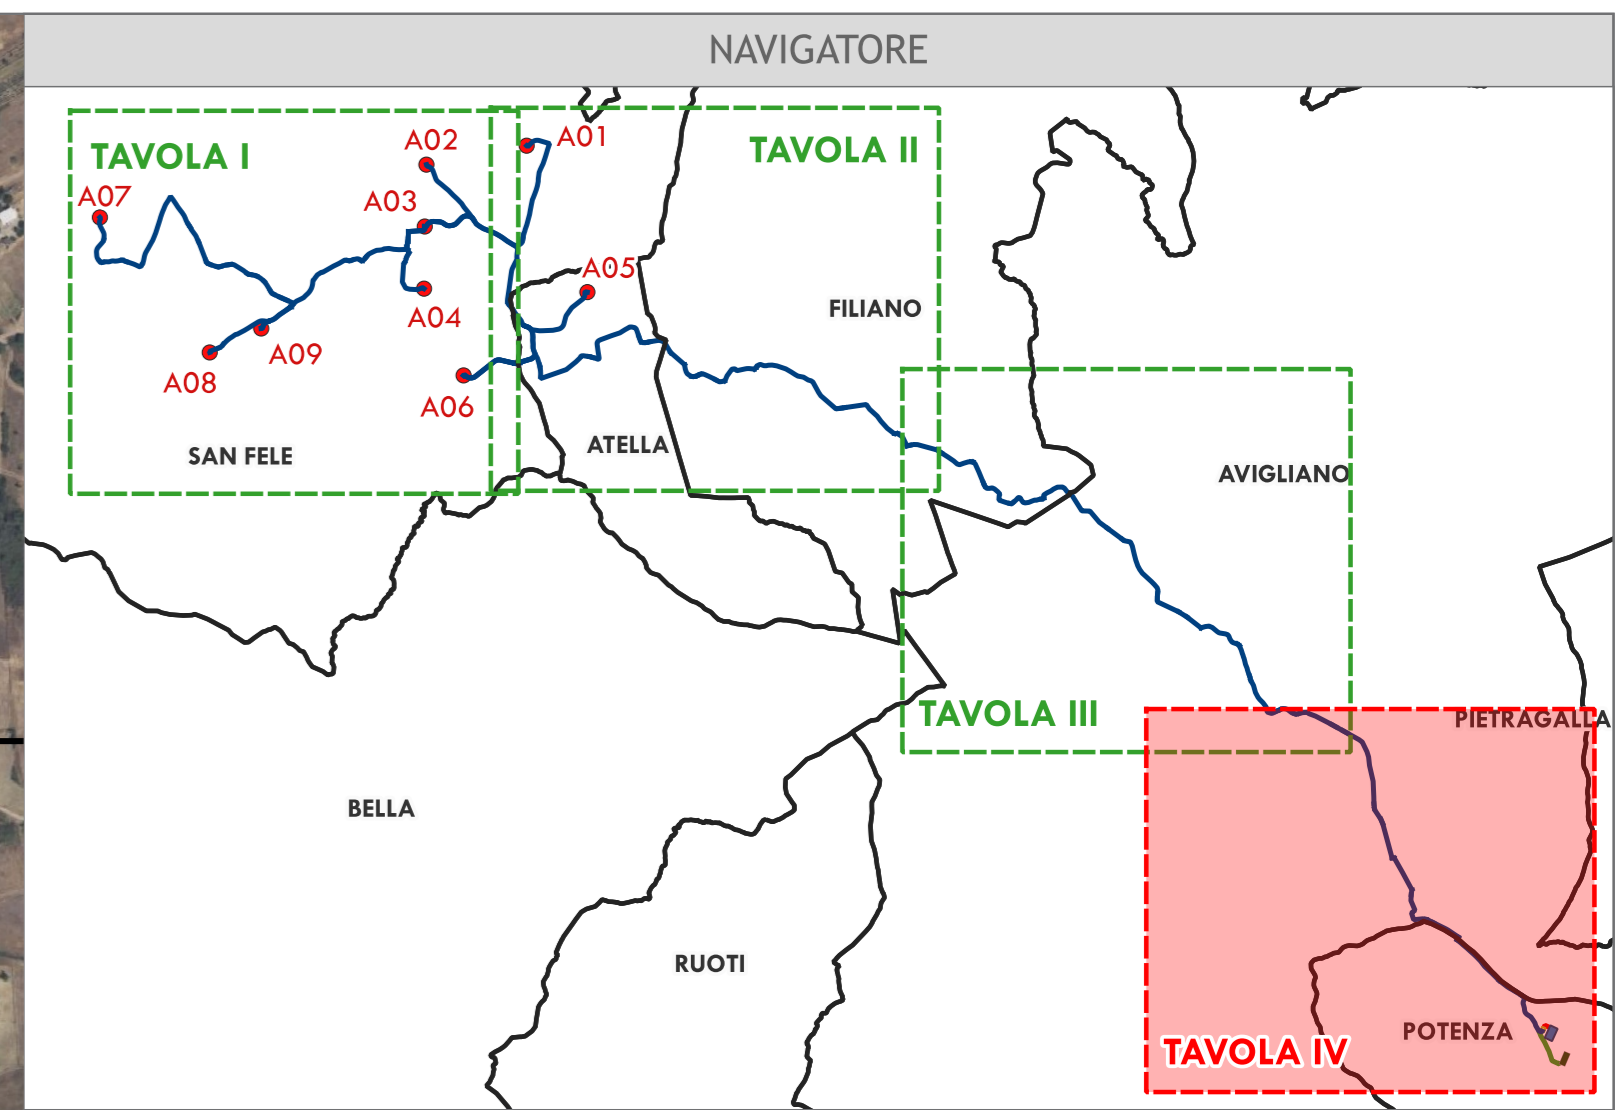 NAVIGATORE
A02
A01
TAVOLA I
TAVOLA II
A07
A03
A05
A04
FILIANO
A09
A08
A06
SAN FELE
ATELLA
AVIGLIANO
TAVOLA III
PIETRAGALLA
BELLA
RUOTI
POTENZA
TAVOLA IV